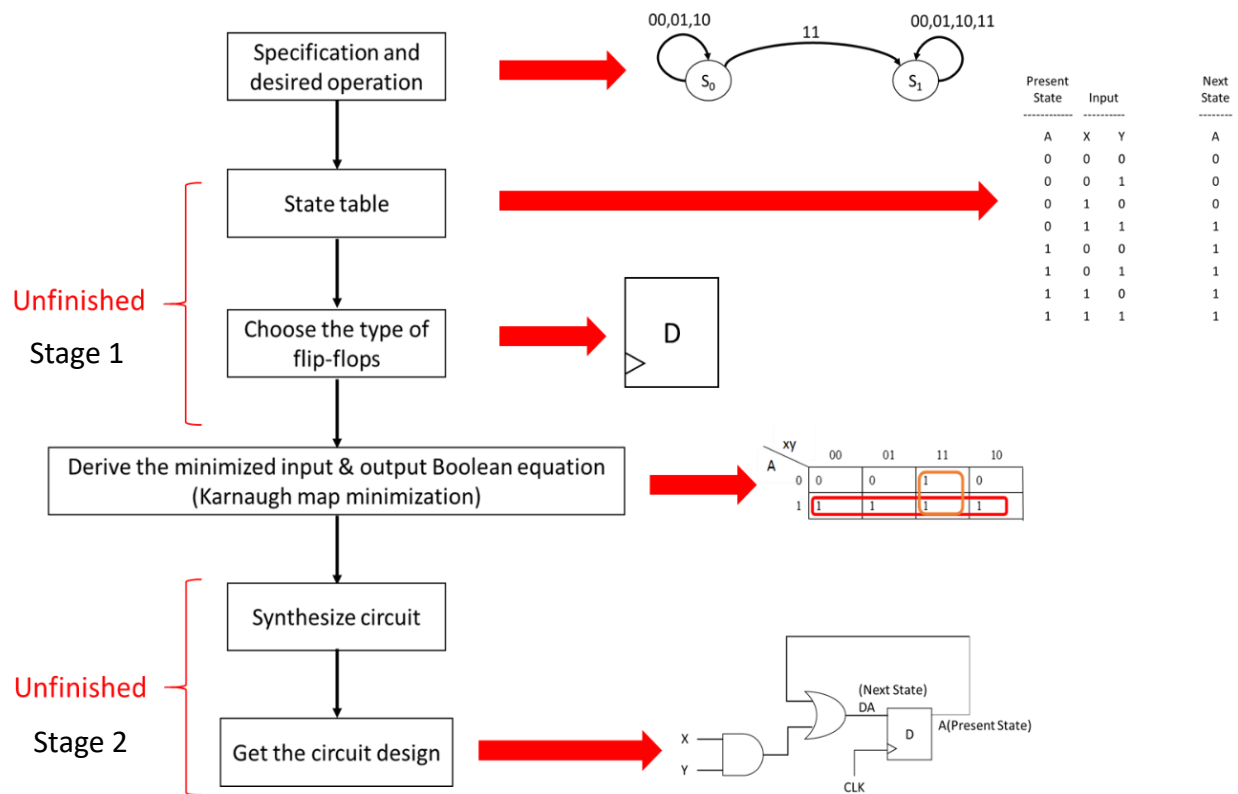 Specification and
desired operation
00,01,10
11
00,01,10,11
S0
S1
Present
State
Input
Next
State
------------ ---------- --------
A X Y A
0 0 0 0
0 0 1 0
0 1 0 0
0 1 1 1
1 0 0 1
1 0 1 1
1 1 0 1
1 1 1 1
State table
Unfinished
Stage 1
Choose the type of
flip-flops
D
Derive the minimized input & output Boolean equation
(Karnaugh map minimization)
xy
A
00 01 11 10
0 0 0 1 0
1 1 1 1 1
Synthesize circuit
Unfinished
Stage 2
Get the circuit design
X
Y
(Next State)
DA
D
A(Present State)
CLK